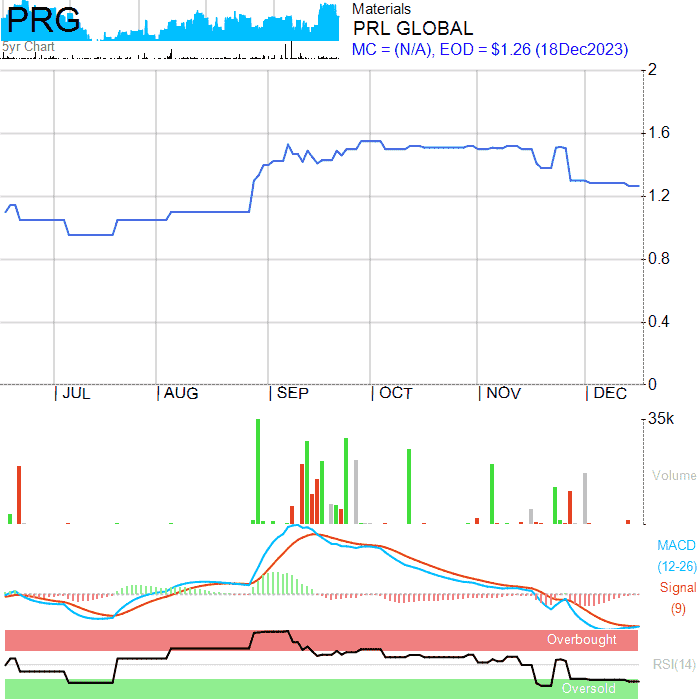 PRG
5yr Chart
Materials
PRL GLOBAL
MC = (N/A), EOD = $1.26 (18Dec2023)
2
1.6
1.2
0.8
0.4
0
JUL AUG SEP OCT NOV DEC
35k
Volume
MACD
(12-26)
Signal
(9)
Overbought
RSI(14)
Oversold